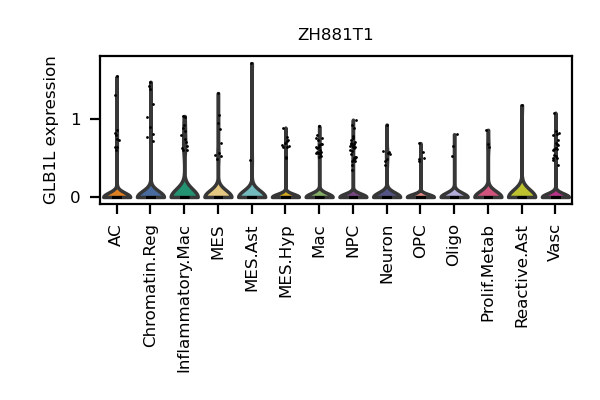 ZH881T1
GLB1L expression
1
0
AC
Chromatin.Reg
Inflammatory.Mac
MES
MES.Ast
MES.Hyp
Mac
NPC
Neuron
OPC
Oligo
Prolif.Metab
Reactive.Ast
Vasc